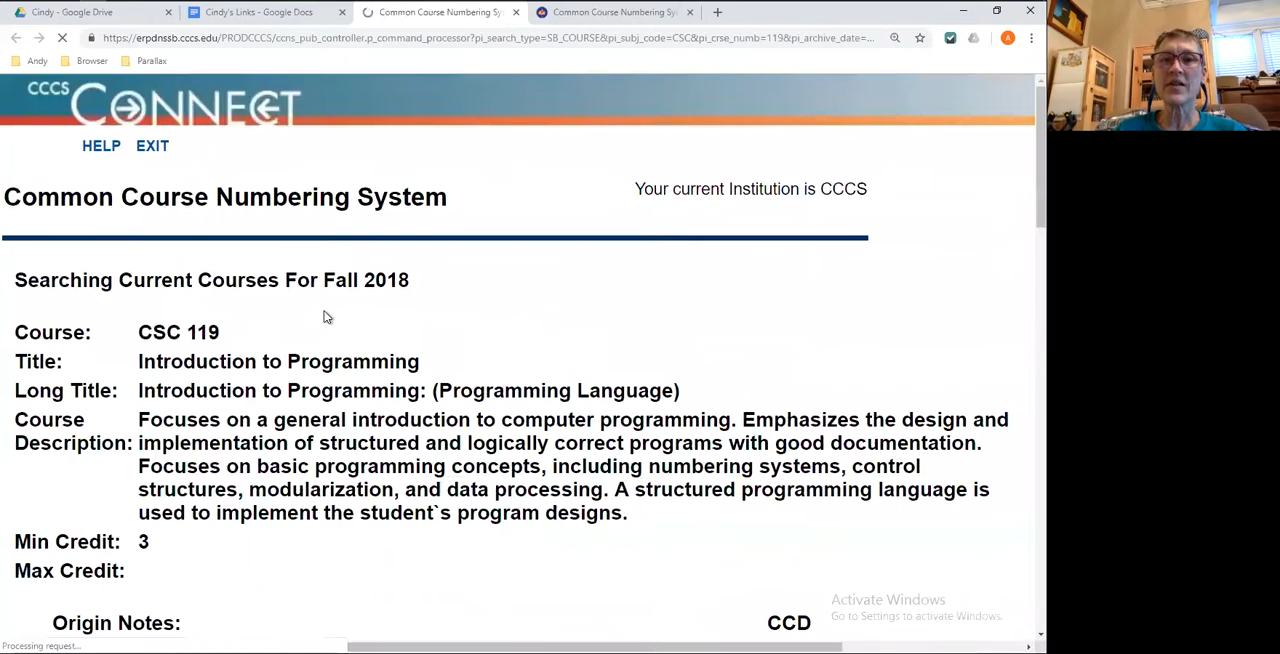 Cindy - Google Drive
Cindy's Links - Google Docs
Common Course Numbering Sy
Common Course Numbering Sy
https://erpdnssb.cccs.edu/PRODCCCS/ccns_pub_controller.p_command_processor?pi_search_type=SB_COURSE&pi_subj_code=CSC&pi_crse_numb=119&pi_archive_date=...
A
Andy
Browser
Parallax
CCCS CONNECT
HELP EXIT
Common Course Numbering System
Your current Institution is CCCS
Searching Current Courses For Fall 2018
Course: CSC 119
Title: Introduction to Programming
Long Title: Introduction to Programming: (Programming Language)
Course Focuses on a general introduction to computer programming. Emphasizes the design and
Description: implementation of structured and logically correct programs with good documentation.
Focuses on basic programming concepts, including numbering systems, control
structures, modularization, and data processing. A structured programming language is
used to implement the student`s program designs.
Min Credit: 3
Max Credit:
Activate Windows
Go to Settings to activate Windows.
Origin Notes: CCD
Processing request...